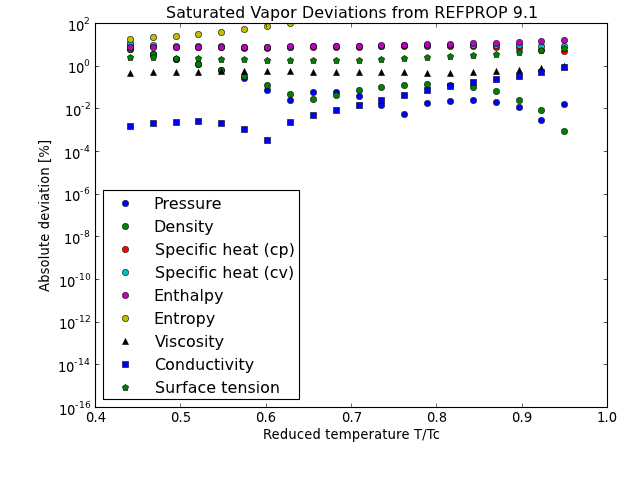 Saturated Vapor Deviations from REFPROP 9.1
Absolute deviation [%]
10^2
10^0
10^-2
10^-4
10^-6
10^-8
10^-10
10^-12
10^-14
10^-16
Pressure
Density
Specific heat (cp)
Specific heat (cv)
Enthalpy
Entropy
Viscosity
Conductivity
Surface tension
0.4 0.5 0.6 0.7 0.8 0.9 1.0
Reduced temperature T/Tc